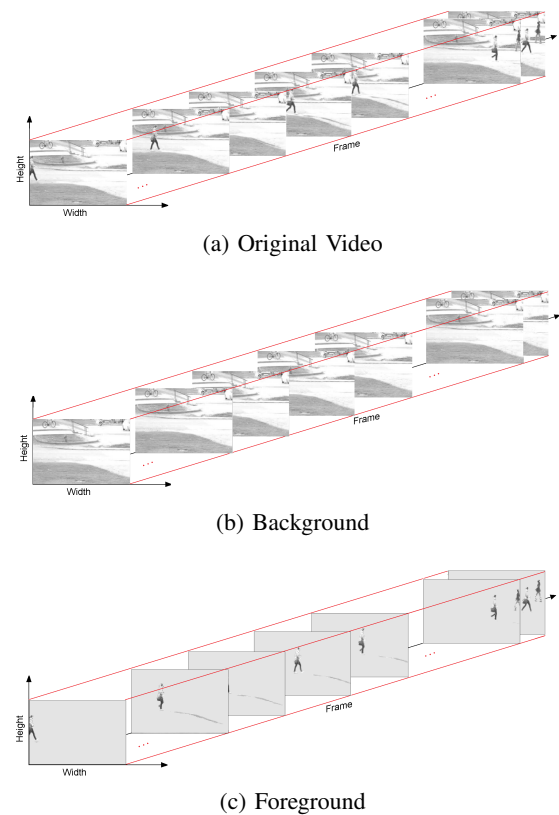 Height
Width
Frame
...
...
(a) Original Video
Height
Width
Frame
...
...
(b) Background
Height
Width
Frame
...
...
(c) Foreground